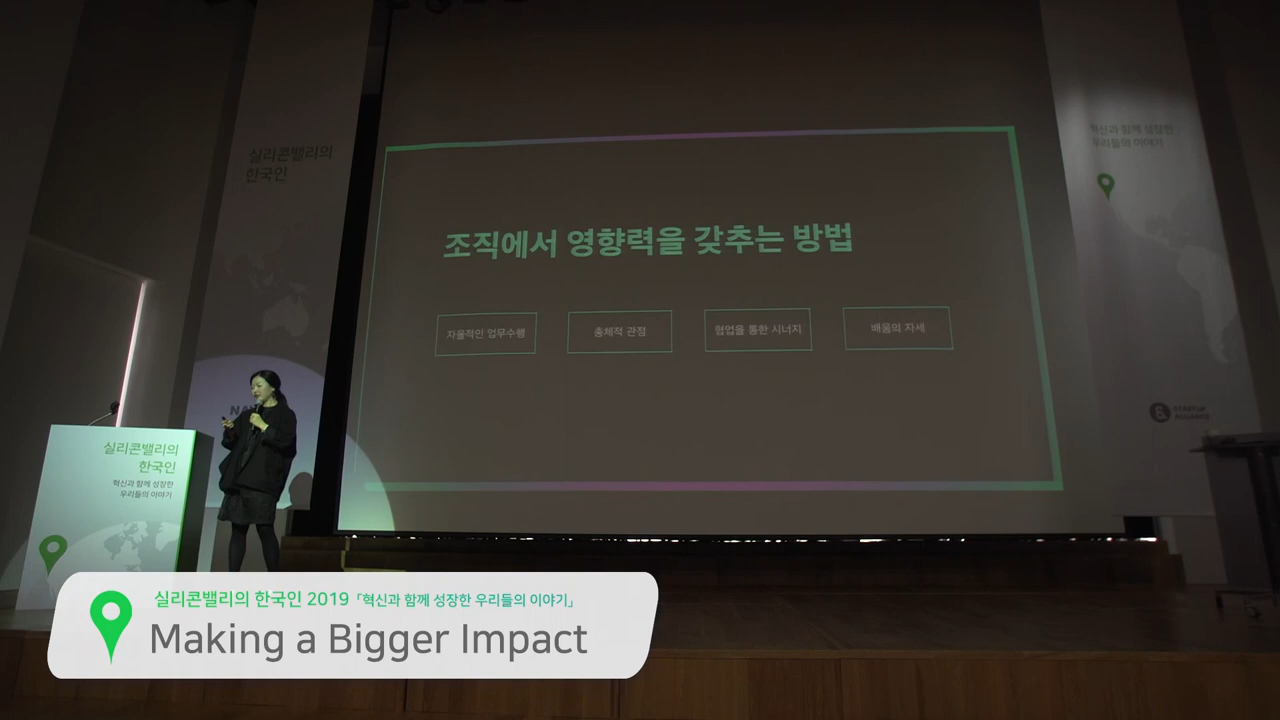 실리콘밸리의
한국인
혁신과 함께 성장한
우리들의 이야기
조직에서 영향력을 갖추는 방법
자율적인 업무수행
총체적 관점
협업을 통한 시너지
배움의 자세
STARTUP
ALLIANCE
실리콘밸리의
한국인
혁신과 함께 성장한
우리들의 이야기
실리콘밸리의 한국인 2019 「혁신과 함께 성장한 우리들의 이야기」
Making a Bigger Impact